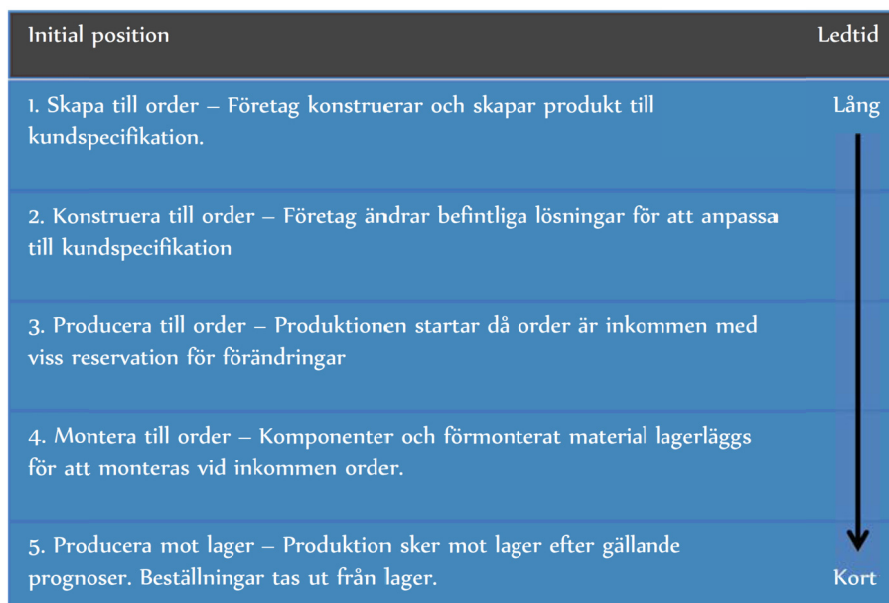 Initial position Ledtid
1. Skapa till order – Företag konstruerar och skapar produkt till Lång
kundspecifikation.
2. Konstruera till order – Företag ändrar befintliga lösningar för att anpassa
till kundspecifikation
3. Producera till order – Produktionen startar då order är inkommen med
viss reservation för förändringar
4. Montera till order – Komponenter och förmonterat material lagerläggs
för att monteras vid inkommen order.
5. Producera mot lager – Produktion sker mot lager efter gällande
prognoser. Beställningar tas ut från lager. Kort